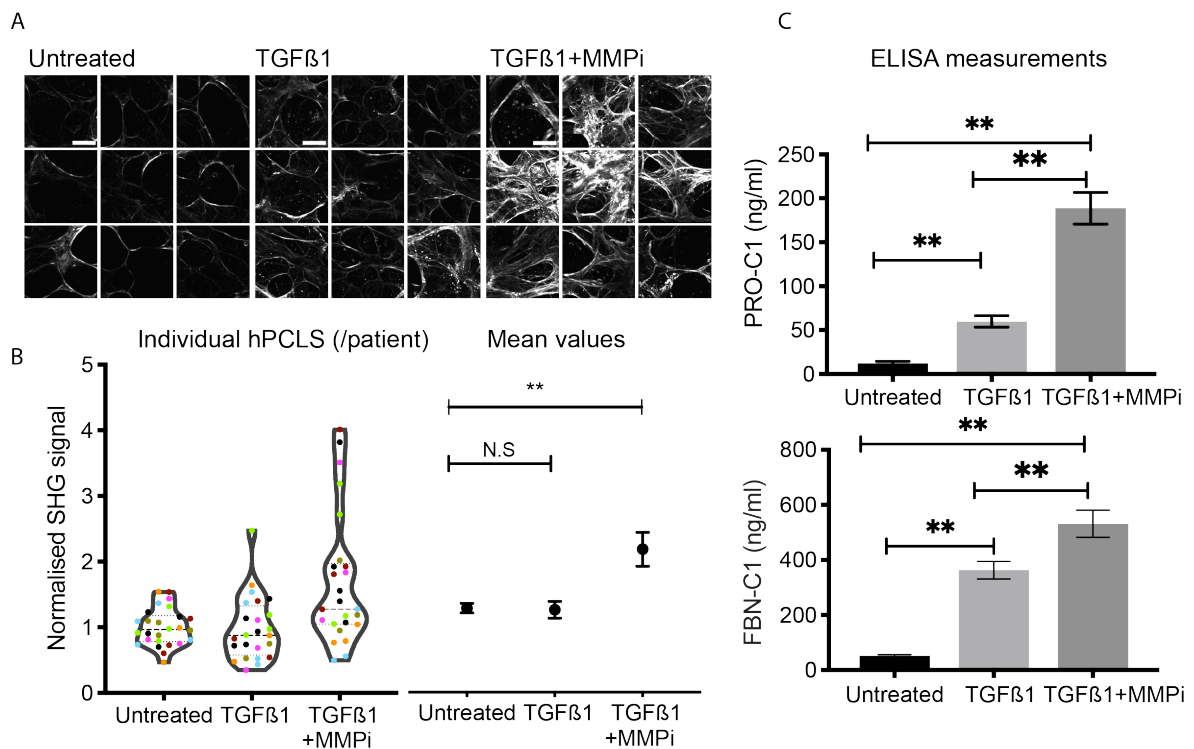 A
Untreated
TGFß1
TGFß1+MMPi
B
Individual hPCLS (/patient)
Mean values
Normalised SHG signal
5
4
3
2
1
0
**
N.S
Untreated
TGFß1
TGFß1
+MMPi
Untreated
TGFß1
TGFß1
+MMPi
C
ELISA measurements
PRO-C1 (ng/ml)
250
200
150
100
50
0
**
**
**
Untreated
TGFß1
TGFß1+MMPi
FBN-C1 (ng/ml)
800
600
400
200
0
**
**
**
Untreated
TGFß1
TGFß1+MMPi